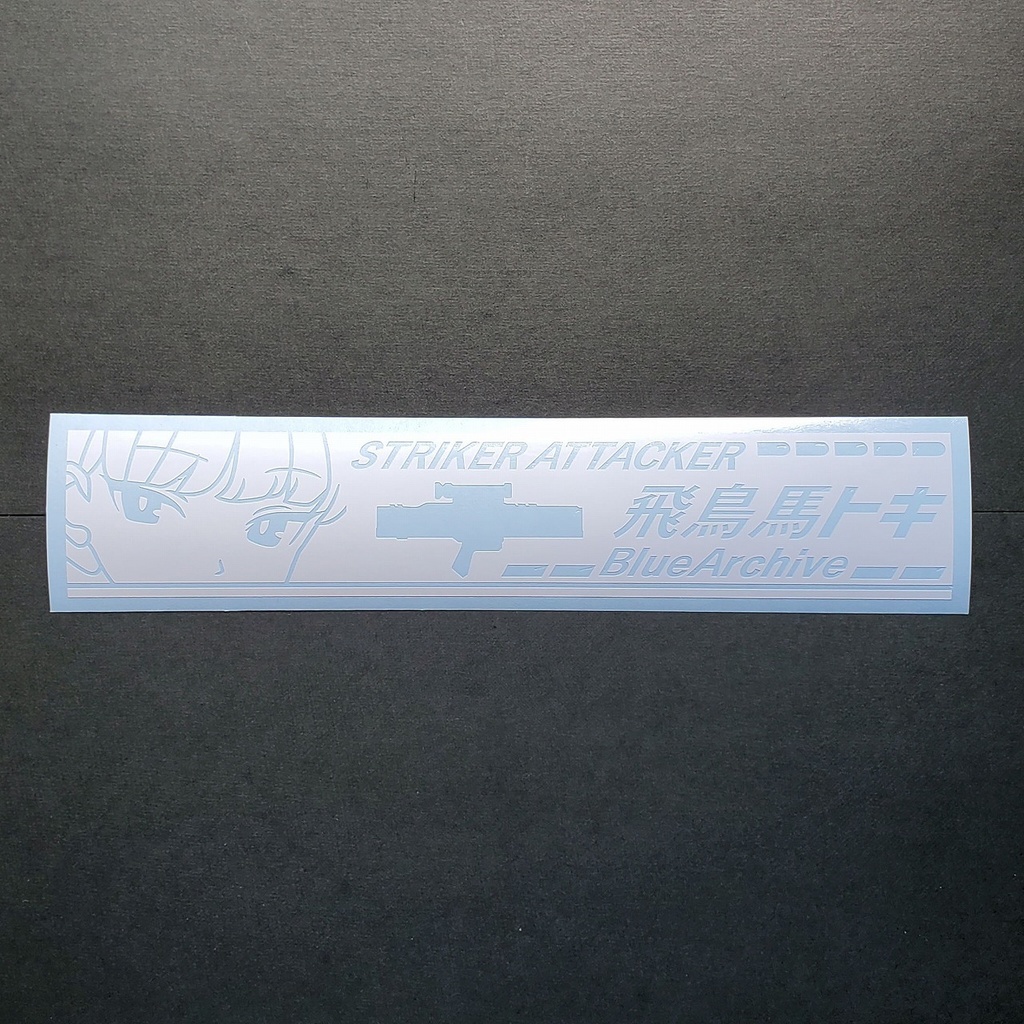 STRIKER ATTACKER
飛鳥馬トキ
BlueArchive